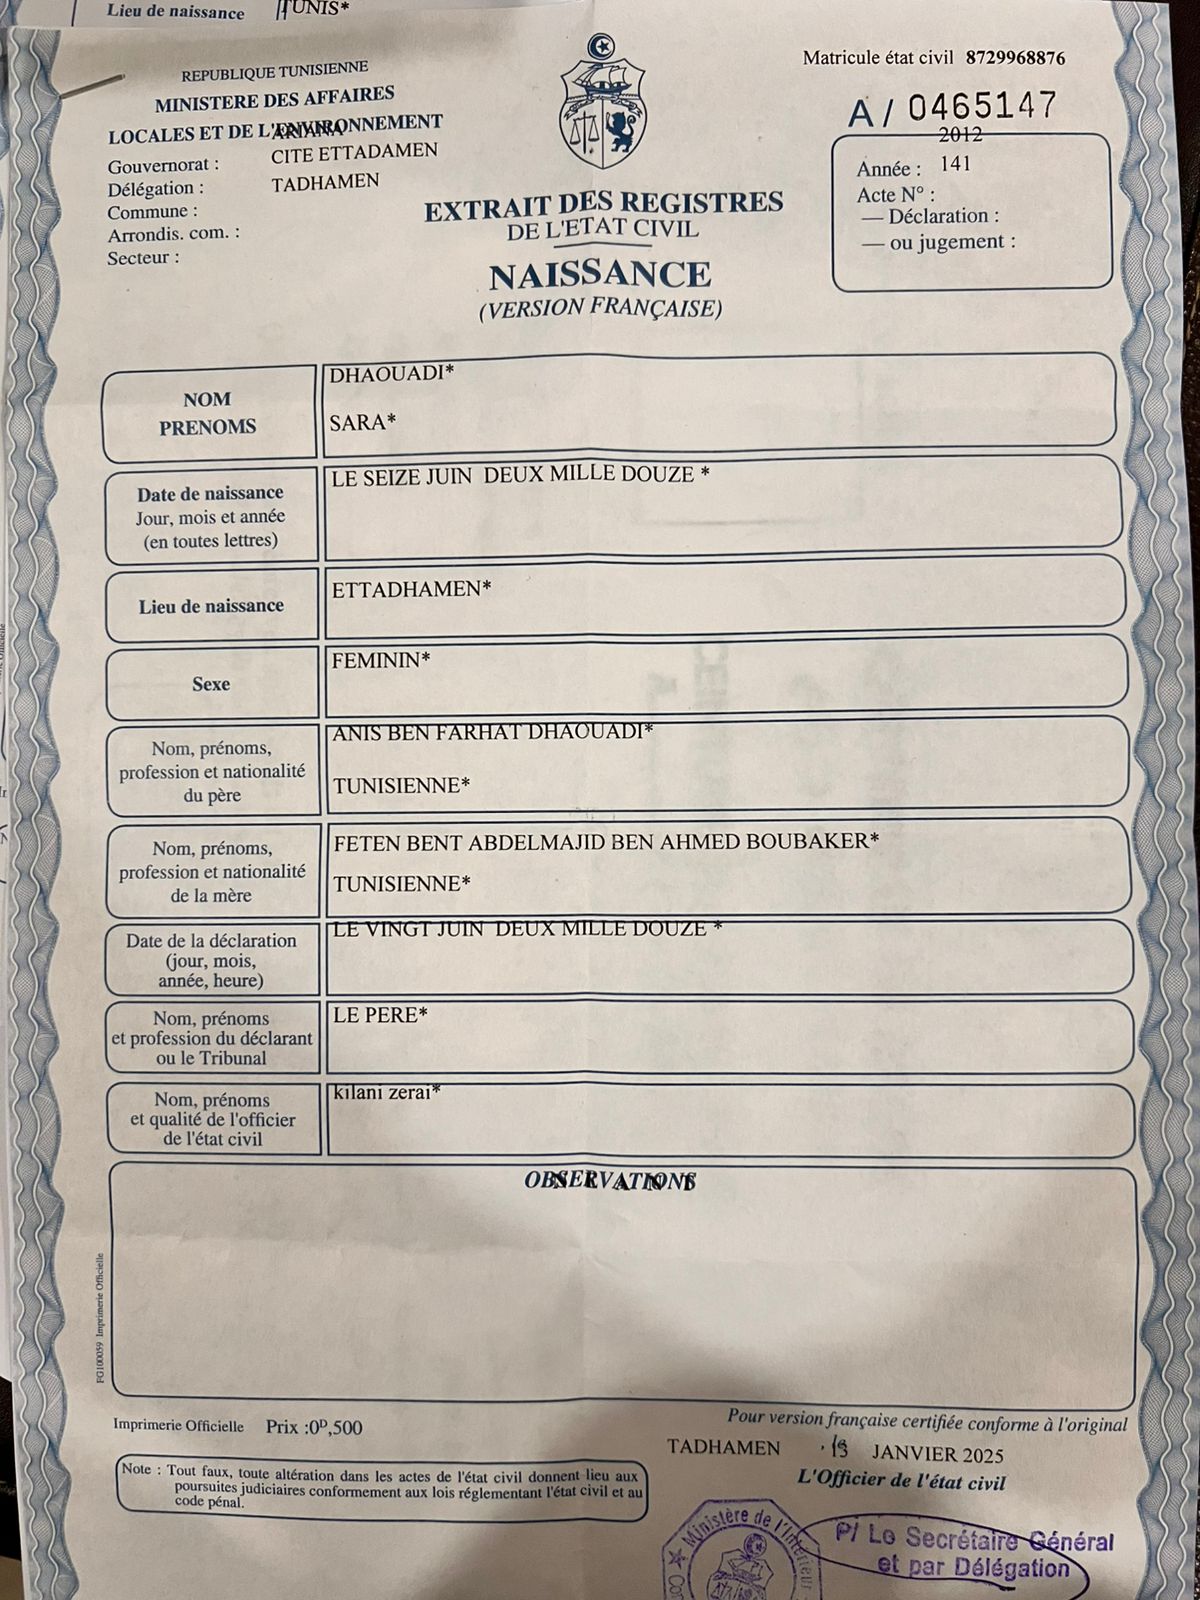 Lieu de naissance TUNIS*
REPUBLIQUE TUNISIENNE
MINISTERE DES AFFAIRES
LOCALES ET DE L'ENVIRONNEMENT
ARIANA
Gouvernorat : CITE ETTADAMEN
Délégation : TADHAMEN
Commune :
Arrondis. com. :
Secteur :
Matricule état civil 8729968876
A / 0465147
2012
Année : 141
Acte N° :
— Déclaration :
— ou jugement :
EXTRAIT DES REGISTRES
DE L'ETAT CIVIL
NAISSANCE
(VERSION FRANÇAISE)
NOM
PRENOMS
DHAOUADI*
SARA*
Date de naissance
Jour, mois et année
(en toutes lettres)
LE SEIZE JUIN DEUX MILLE DOUZE *
Lieu de naissance
ETTADHAMEN*
Sexe
FEMININ*
Nom, prénoms,
profession et nationalité
du père
ANIS BEN FARHAT DHAOUADI*
TUNISIENNE*
Nom, prénoms,
profession et nationalité
de la mère
FETEN BENT ABDELMAJID BEN AHMED BOUBAKER*
TUNISIENNE*
Date de la déclaration
(jour, mois,
année, heure)
LE VINGT JUIN DEUX MILLE DOUZE *
Nom, prénoms
et profession du déclarant
ou le Tribunal
LE PERE*
Nom, prénoms
et qualité de l'officier
de l'état civil
kilani zerai*
OBSERVATIONS
FG100059 Imprimerie Officielle
Imprimerie Officielle Prix :0ᴰ,500
Pour version française certifiée conforme à l'original
TADHAMEN JANVIER 2025
L'Officier de l'état civil
Note : Tout faux, toute altération dans les actes de l'état civil donnent lieu aux
poursuites judiciaires conformement aux lois réglementant l'état civil et au
code pénal.
Ministère de l'Intérieur
P/ Le Secrétaire Général
et par Délégation